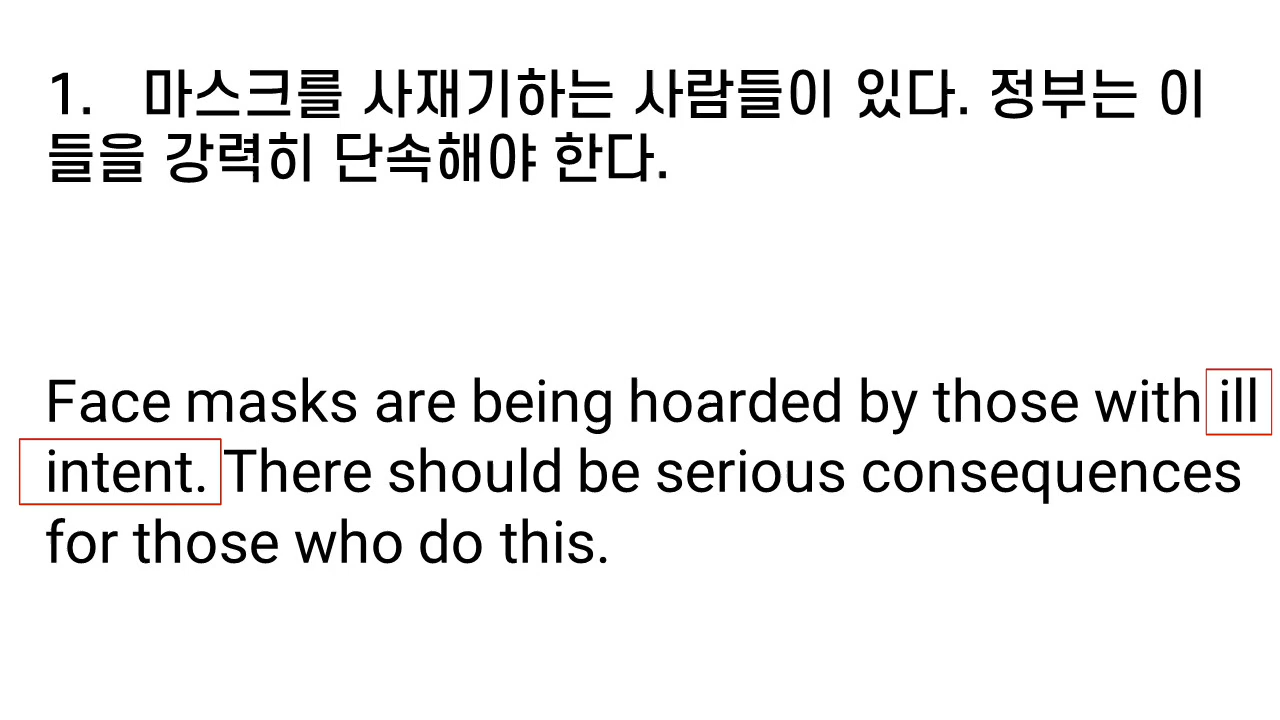 1. 마스크를 사재기하는 사람들이 있다. 정부는 이
들을 강력히 단속해야 한다.
Face masks are being hoarded by those with ill
intent. There should be serious consequences
for those who do this.